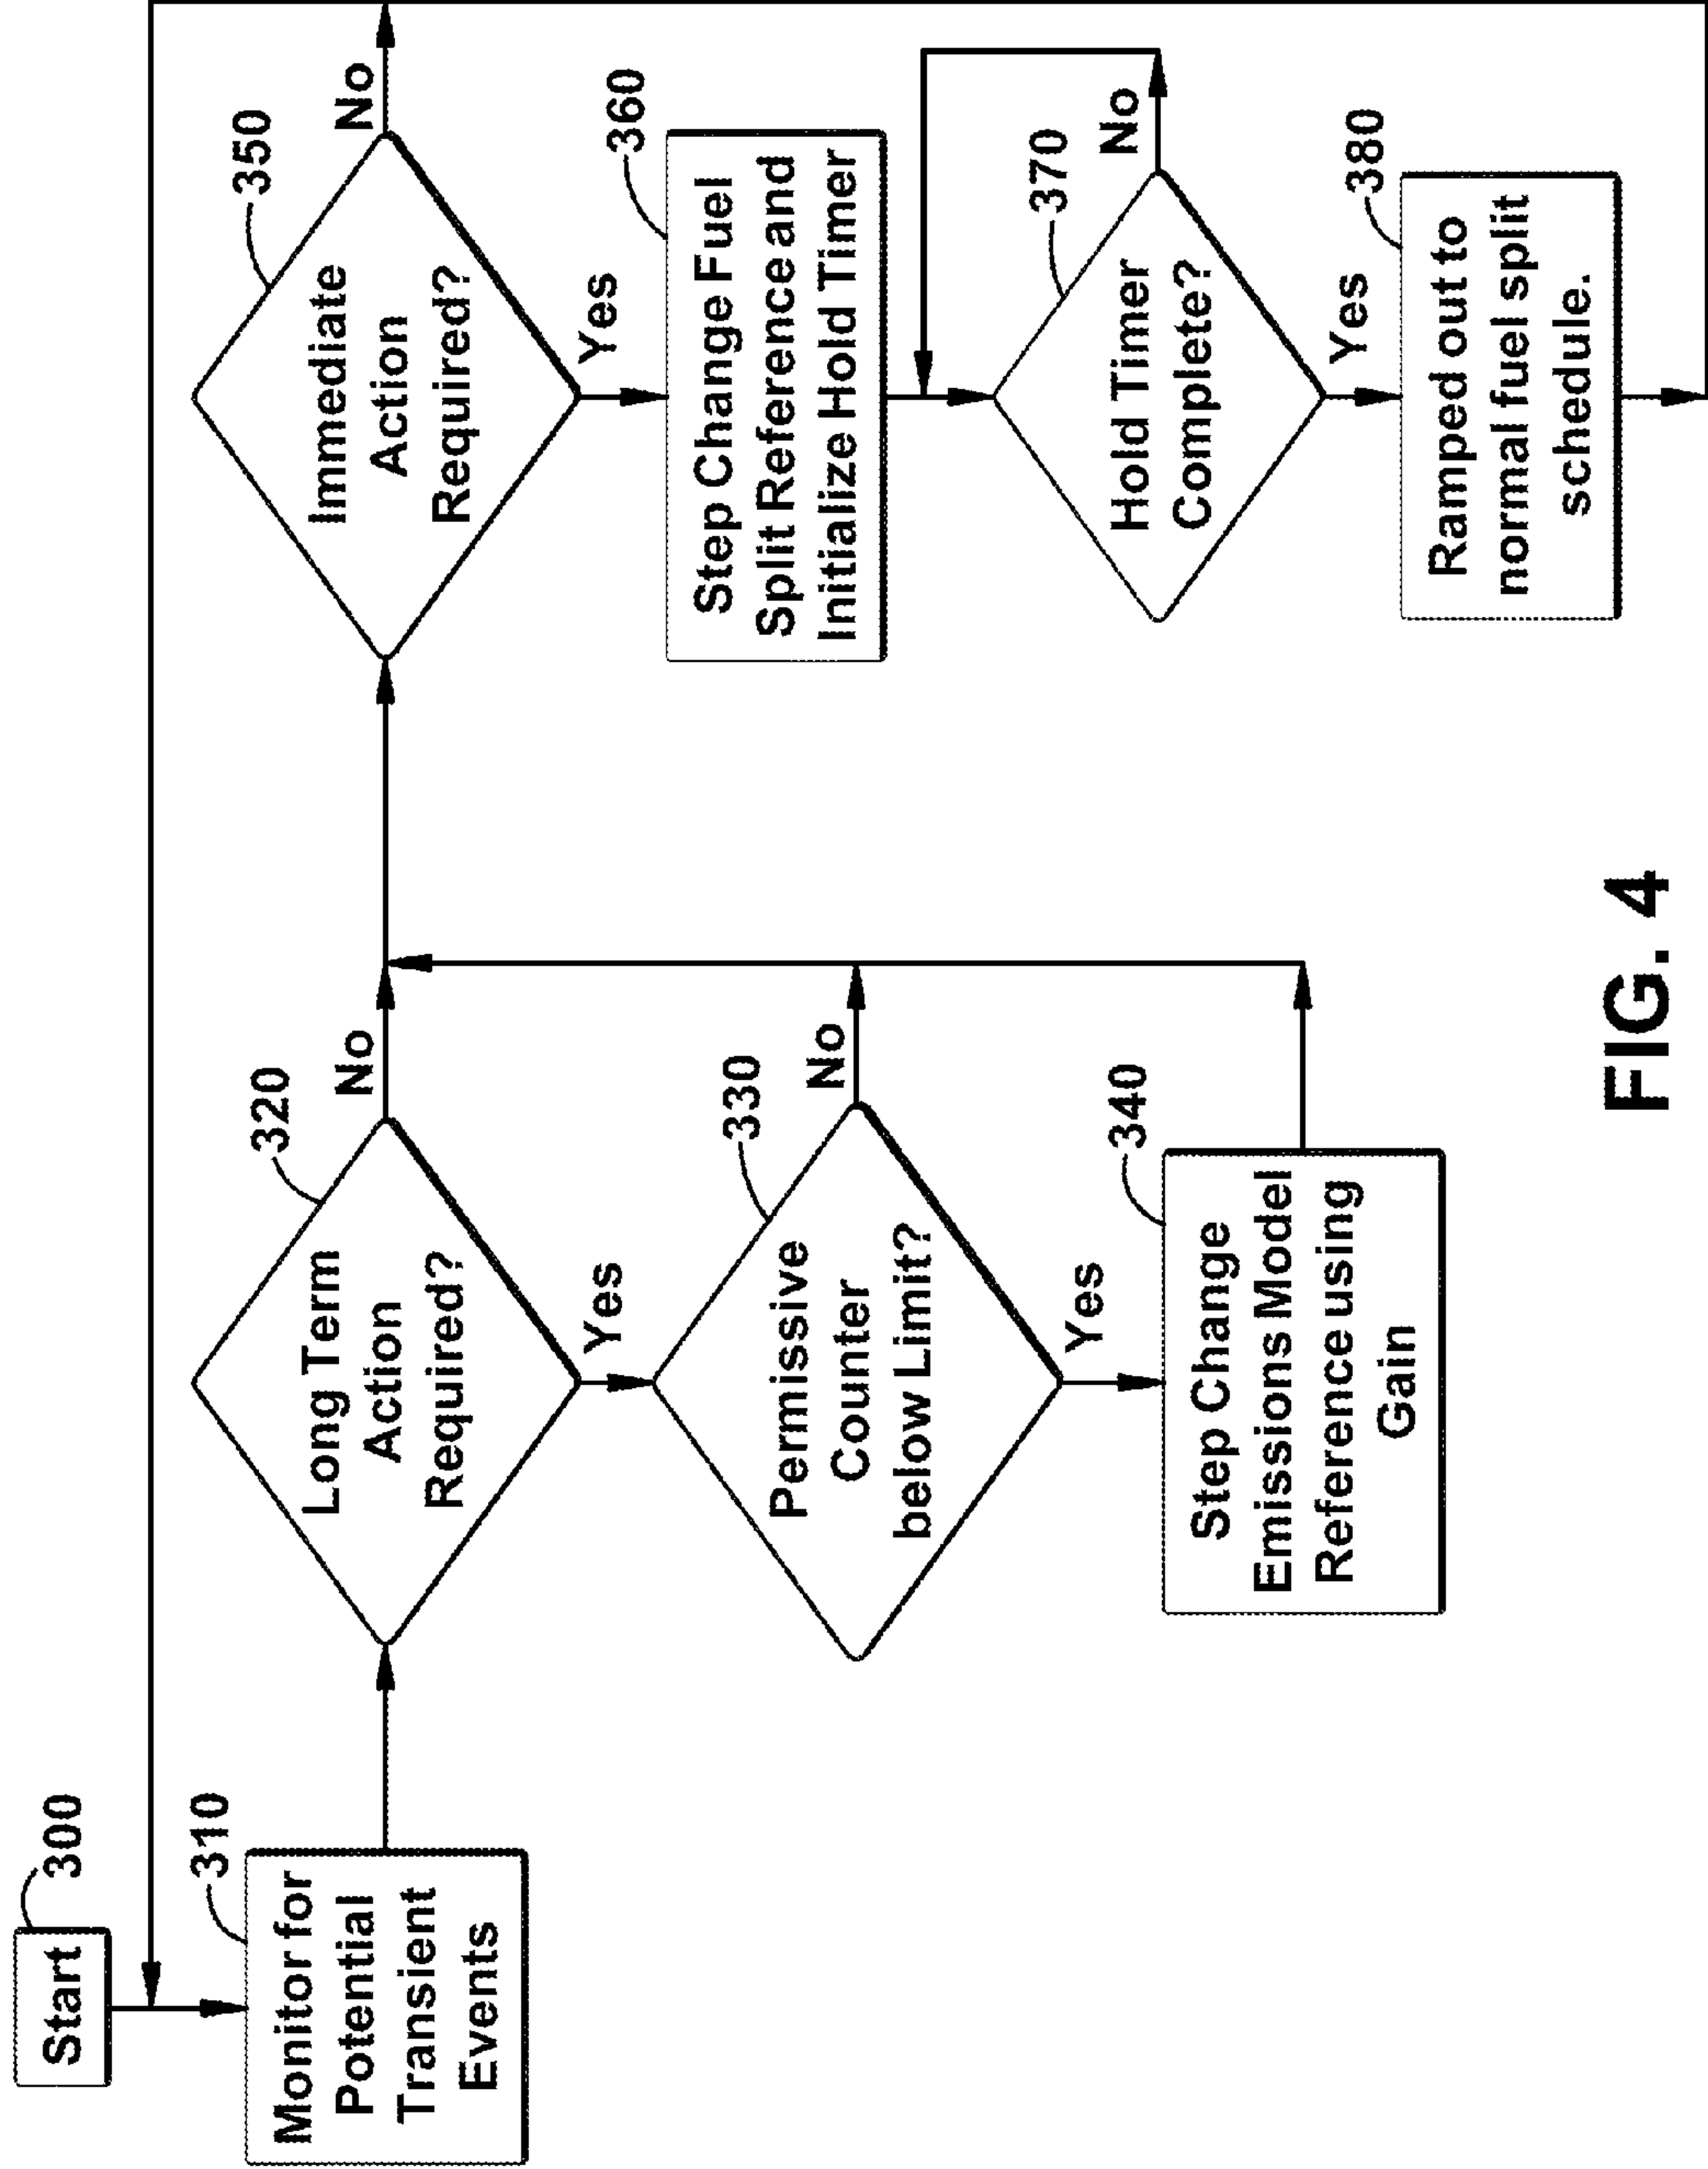 300
Start
310
Monitor for
Potential
Transient
Events
320
Long Term
Action
Required?
No
Yes
330
Permissive
Counter
below Limit?
No
Yes
340
Step Change
Emissions Model
Reference using
Gain
350
Immediate
Action
Required?
No
Yes
360
Step Change Fuel
Split Reference and
Initialize Hold Timer
370
Hold Timer
Complete?
No
Yes
380
Ramped out to
normal fuel split
schedule.
FIG. 4